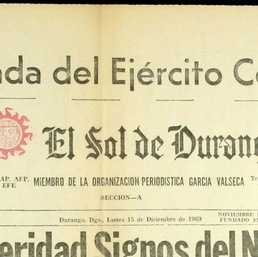 ada del Ejército C
El Sol de Durang
AP, AFP,
EFE
MIEMBRO DE LA ORGANIZACION PERIODISTICA GARCIA VALSECA
SECCION—A
Durango, Dgo., Lunes 15 de Diciembre de 1969
NOVIEMBRE
FUNDADO E
eridad Signos del N